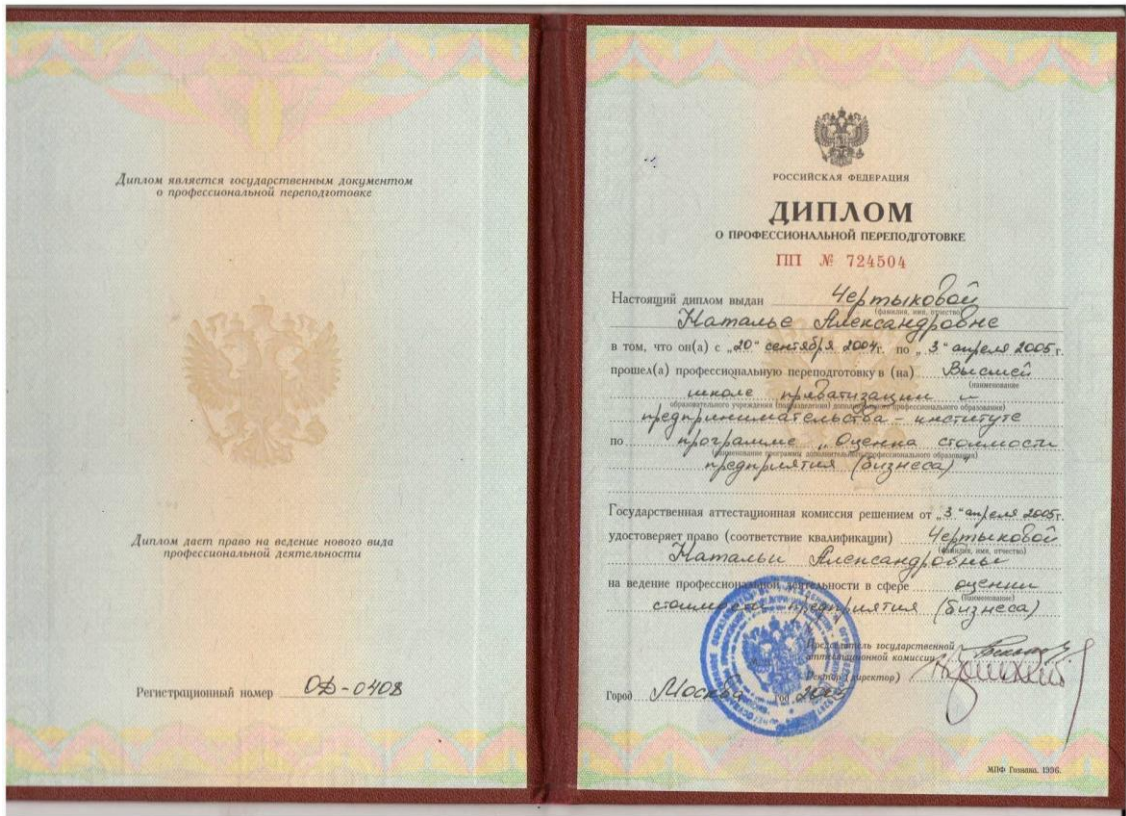 Диплом является государственным документом
о профессиональной переподготовке
Диплом дает право на ведение нового вида
профессиональной деятельности
Регистрационный номер ОД-0408
РОССИЙСКАЯ ФЕДЕРАЦИЯ
ДИПЛОМ
О ПРОФЕССИОНАЛЬНОЙ ПЕРЕПОДГОТОВКЕ
ПП № 724504
Настоящий диплом выдан Чертыковой
(фамилия, имя, отчество)
Наталье Александровне
в том, что он(а) с „20“ сентября 2004 г. по „3“ апреля 2005 г.
прошел(а) профессиональную переподготовку в (на) Высшей
(наименование
школе приватизации и
образовательного учреждения (подразделения) дополнительного профессионального образования)
предпринимательства – институте
по программе „Оценка стоимости
(наименование программы дополнительного профессионального образования)
предприятия (бизнеса)“
Государственная аттестационная комиссия решением от „3“ апреля 2005 г.
удостоверяет право (соответствие квалификации) Чертыковой
(фамилия, имя, отчество)
Натальи Александровны
на ведение профессиональной деятельности в сфере оценки
(наименование)
стоимости предприятия (бизнеса)
Председатель государственной
аттестационной комиссии
Ректор (директор)
Город Москва год 2005
МПФ Гознака. 1996.